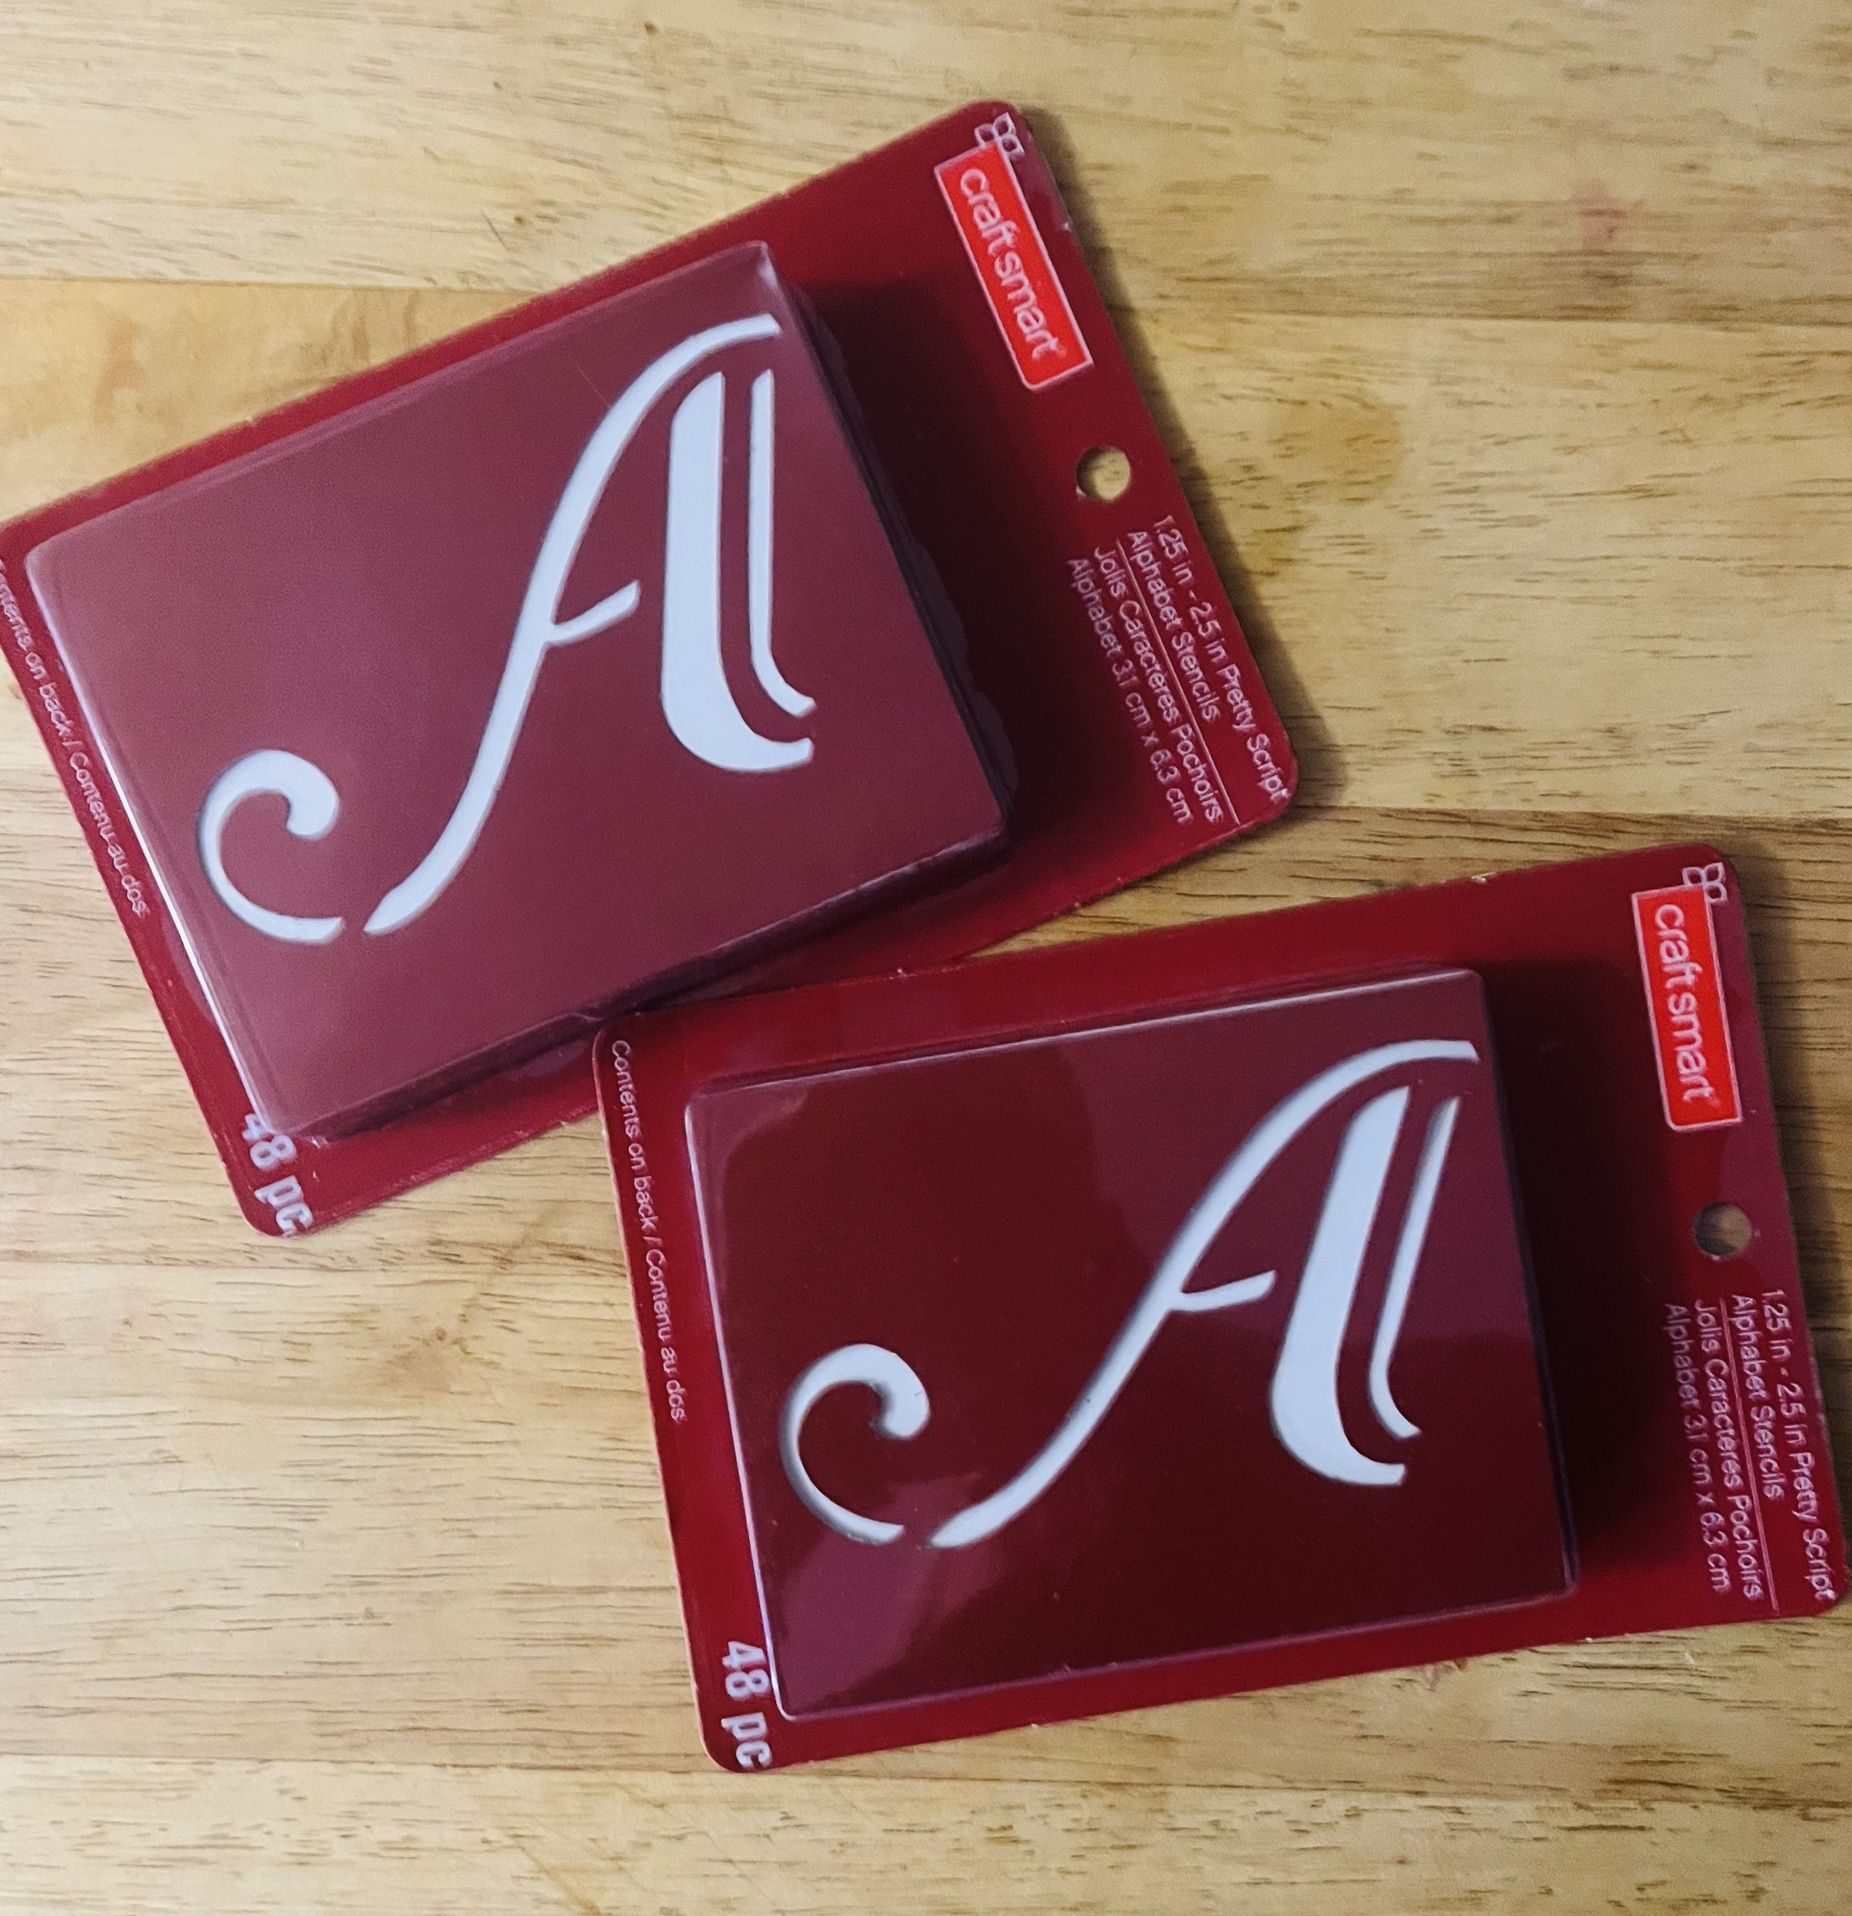 craft smart
1.25 in - 2.5 in Pretty Script
Alphabet Stencils
Jolis Caractères Pochoirs
Alphabet 3.1 cm x 6.3 cm
A
ontents on back / Contenu au dos
48 pc
craft smart
1.25 in - 2.5 in Pretty Script
Alphabet Stencils
Jolis Caractères Pochoirs
Alphabet 3.1 cm x 6.3 cm
A
Contents on back / Contenu au dos
48 pc